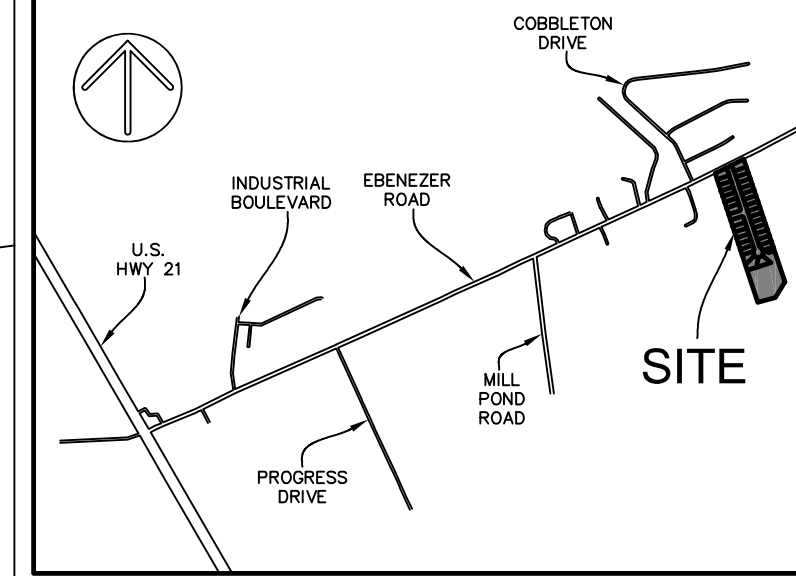 COBBLETON
DRIVE
INDUSTRIAL
BOULEVARD
EBENEZER
ROAD
U.S.
HWY 21
SITE
MILL
POND
ROAD
PROGRESS
DRIVE